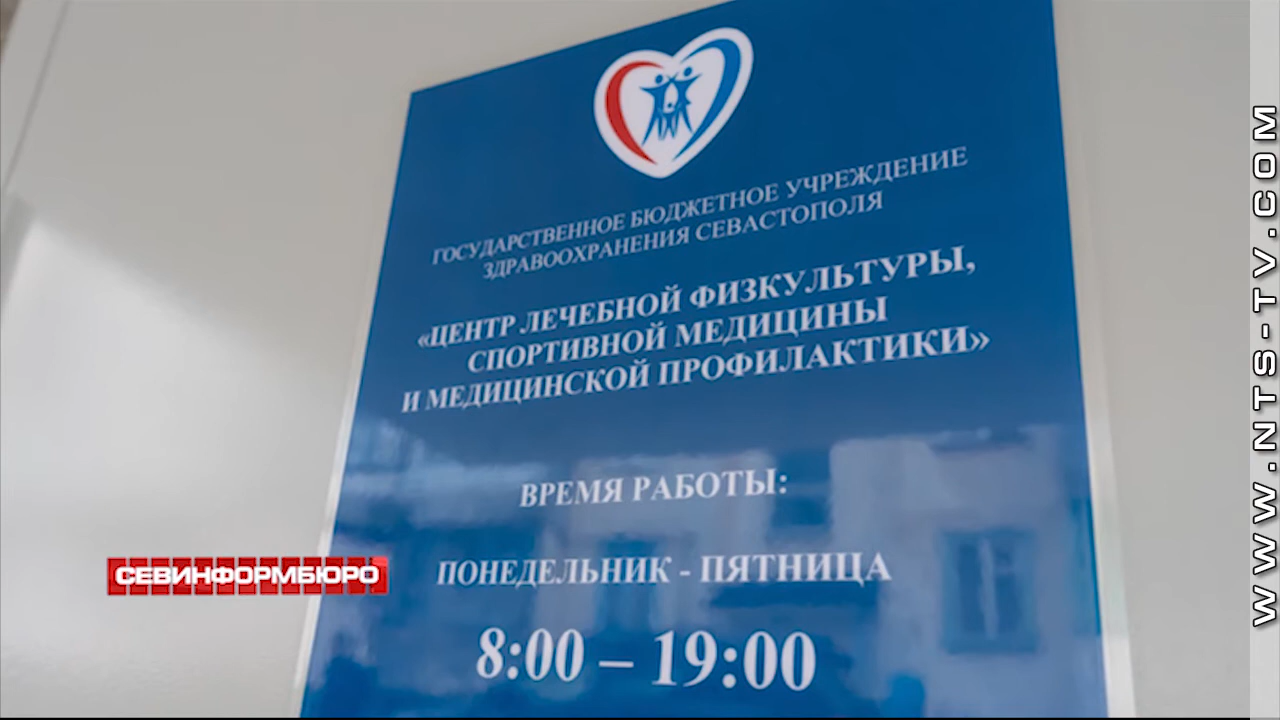 ГОСУДАРСТВЕННОЕ БЮДЖЕТНОЕ УЧРЕЖДЕНИЕ
ЗДРАВООХРАНЕНИЯ СЕВАСТОПОЛЯ
«ЦЕНТР ЛЕЧЕБНОЙ ФИЗКУЛЬТУРЫ,
СПОРТИВНОЙ МЕДИЦИНЫ
И МЕДИЦИНСКОЙ ПРОФИЛАКТИКИ»
ВРЕМЯ РАБОТЫ:
ПОНЕДЕЛЬНИК - ПЯТНИЦА
8:00 – 19:00
СЕВИНФОРМБЮРО
WWW.NTS-TV.COM